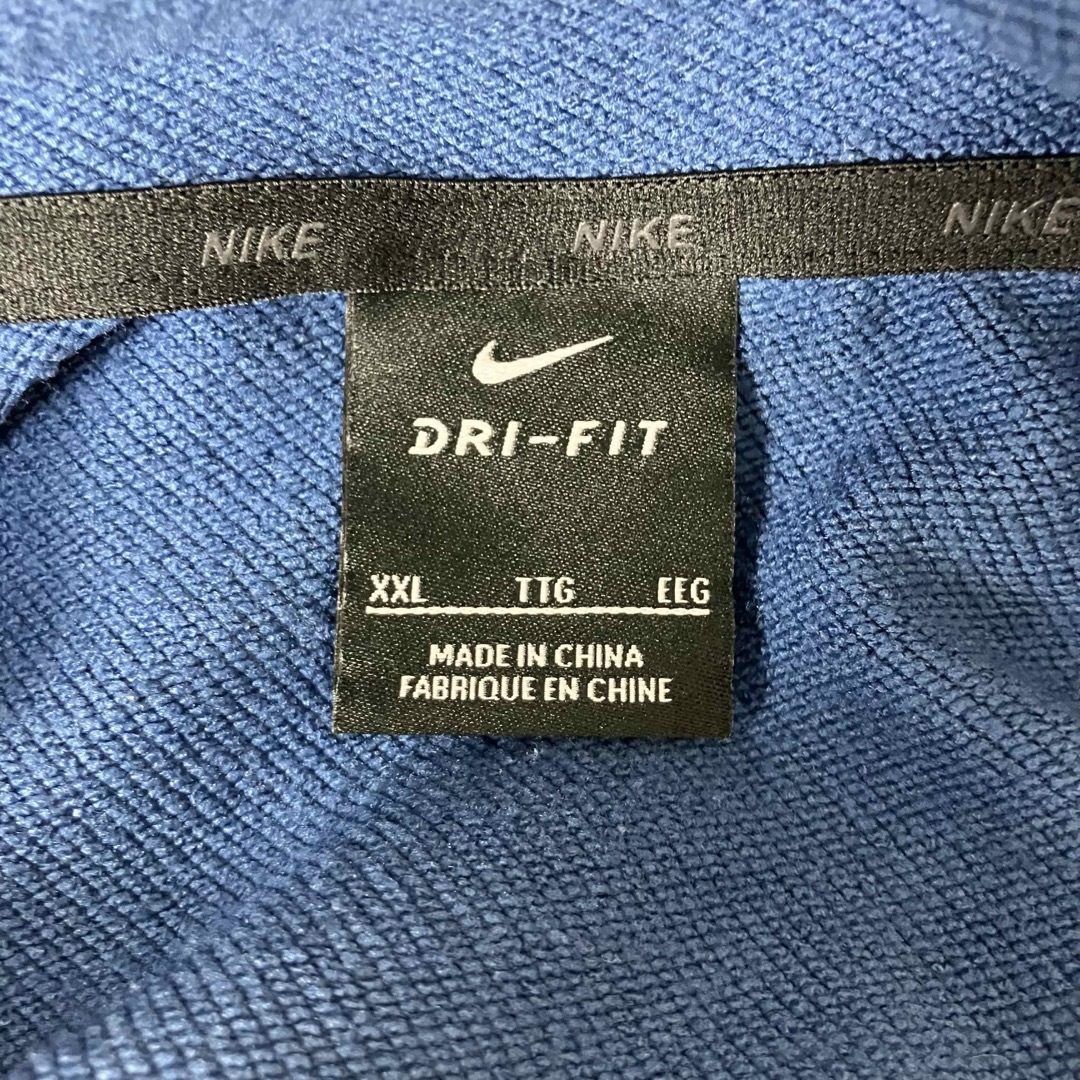 NIKE NIKE NIKE
DRI-FIT
XXL TTG EEG
MADE IN CHINA
FABRIQUE EN CHINE